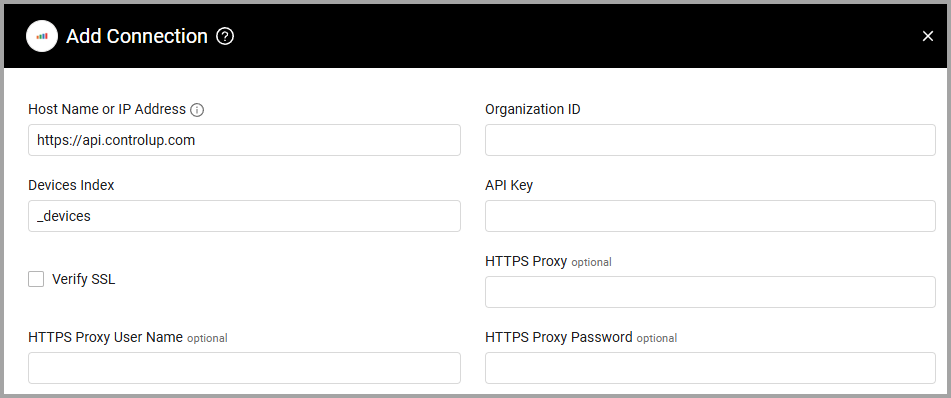 Add Connection ?
Host Name or IP Address
Organization ID
https://api.controlup.com
Devices Index
API Key
_devices
Verify SSL
HTTPS Proxy optional
HTTPS Proxy User Name optional
HTTPS Proxy Password optional